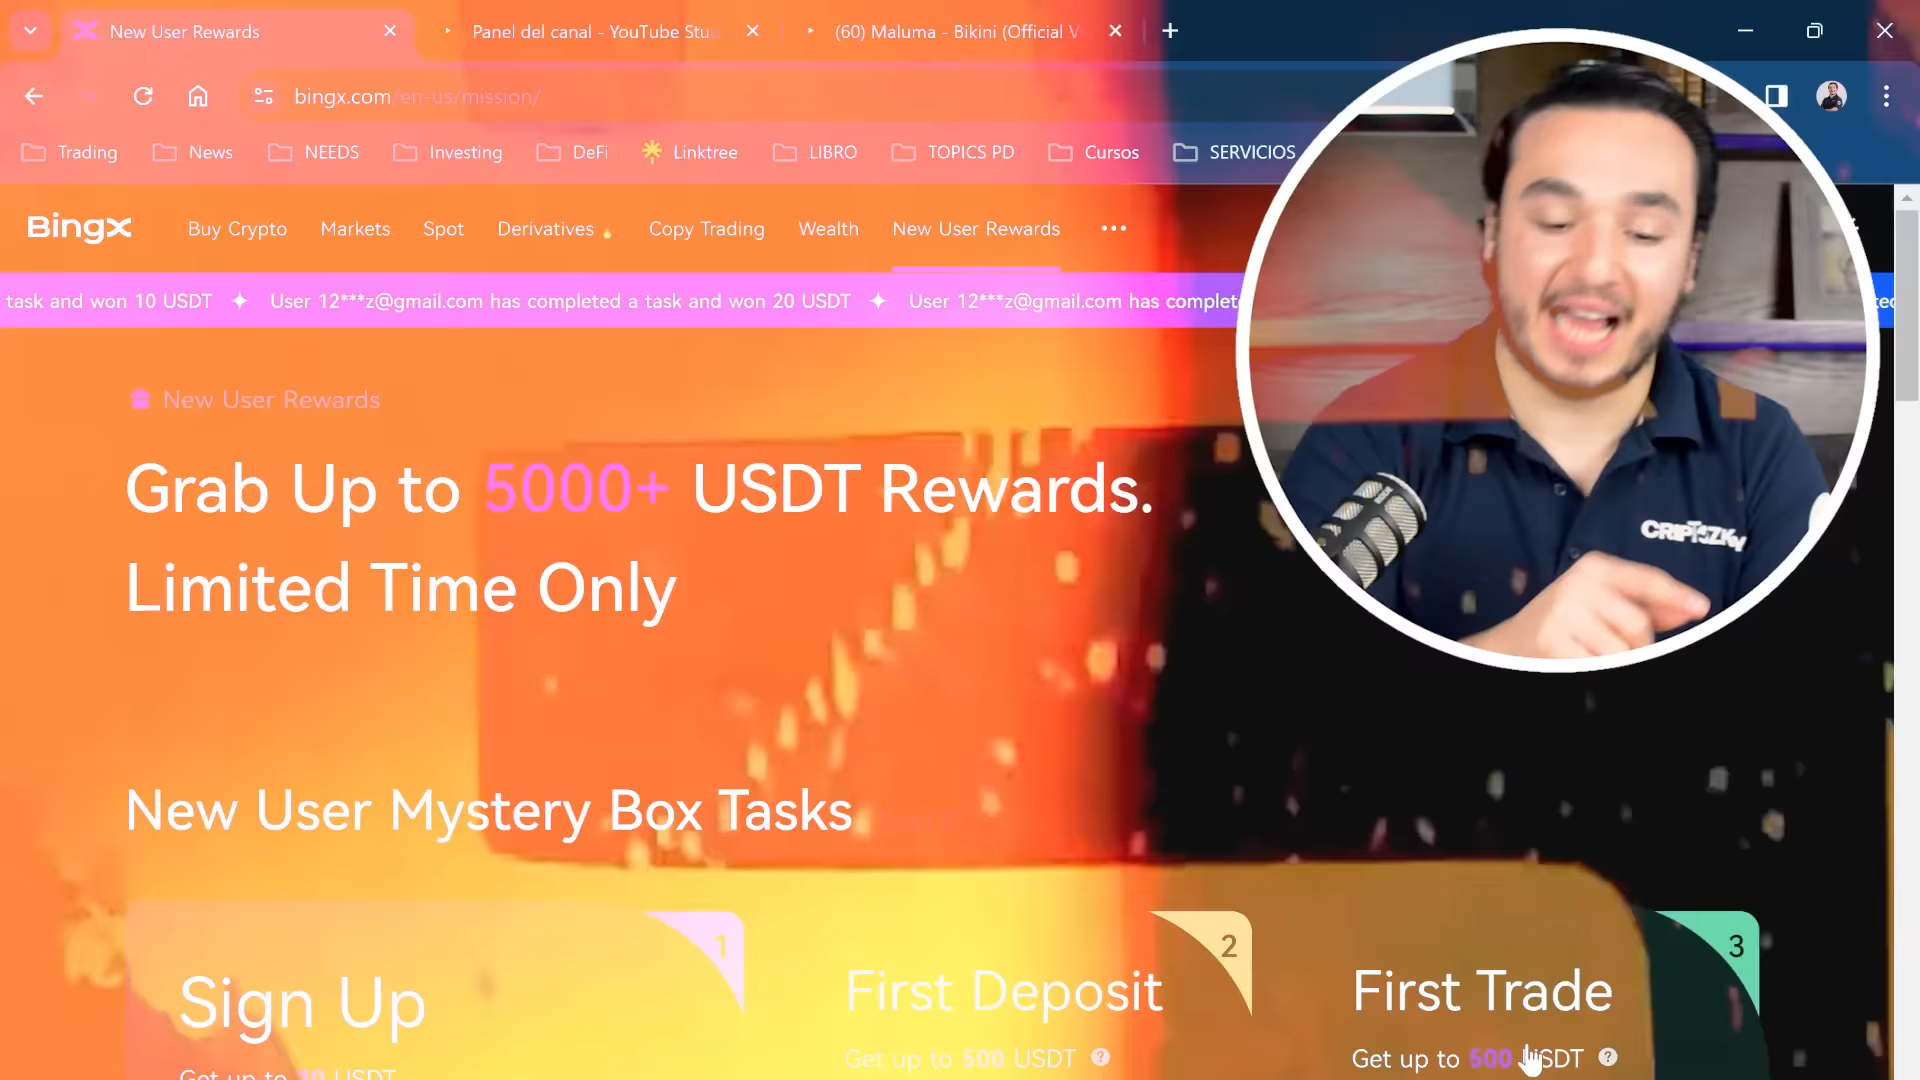 New User Rewards
Panel del canal - YouTube Stu
(60) Maluma - Bikini (Official V
bingx.com/en-us/mission/
Trading
News
NEEDS
Investing
DeFi
Linktree
LIBRO
TOPICS PD
Cursos
SERVICIOS
BingX
Buy Crypto
Markets
Spot
Derivatives
Copy Trading
Wealth
New User Rewards
task and won 10 USDT
User 12***z@gmail.com has completed a task and won 20 USDT
User 12***z@gmail.com has complet
New User Rewards
Grab Up to 5000+ USDT Rewards.
Limited Time Only
New User Mystery Box Tasks
1
Sign Up
2
First Deposit
Get up to 500 USDT
3
First Trade
Get up to 500 USDT